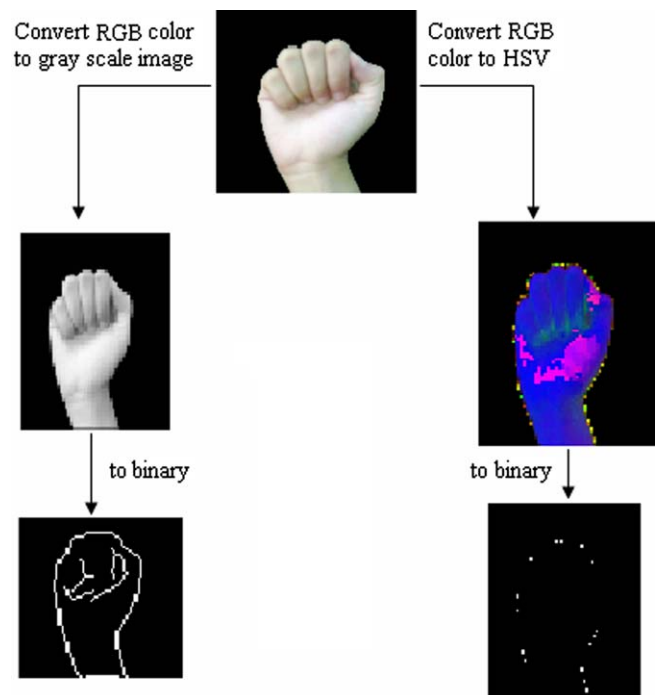 Convert RGB color
to gray scale image
Convert RGB
color to HSV
to binary
to binary